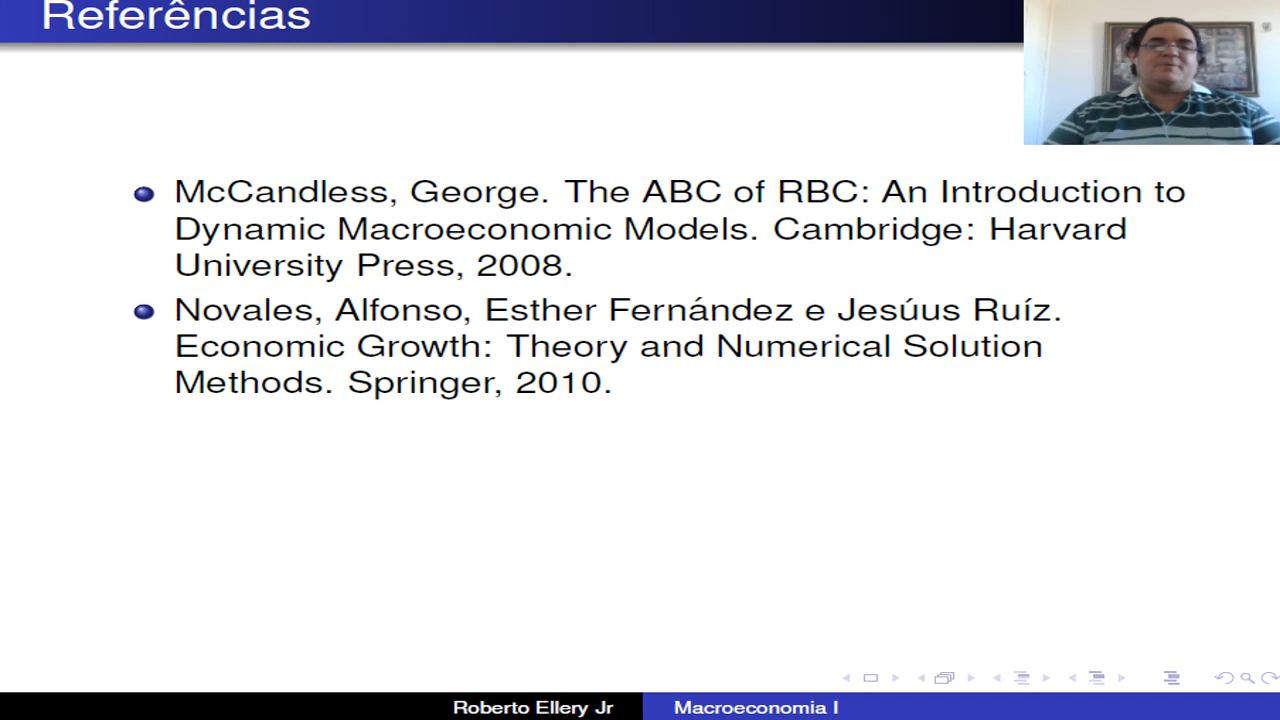 Referências
McCandless, George. The ABC of RBC: An Introduction to
Dynamic Macroeconomic Models. Cambridge: Harvard
University Press, 2008.
Novales, Alfonso, Esther Fernández e Jesúus Ruíz.
Economic Growth: Theory and Numerical Solution
Methods. Springer, 2010.
Roberto Ellery Jr Macroeconomia I